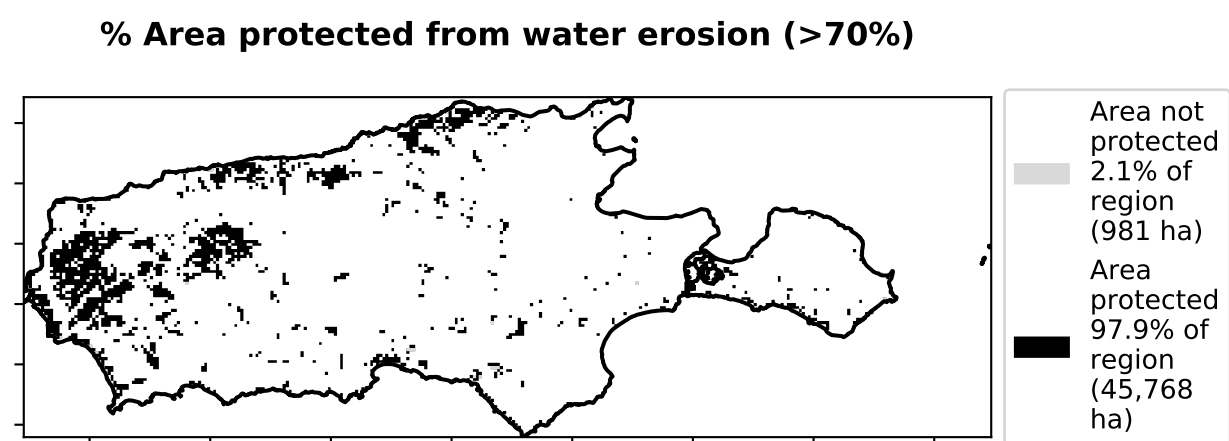 % Area protected from water erosion (>70%)
Area not
protected
2.1% of
region
(981 ha)
Area
protected
97.9% of
region
(45,768
ha)